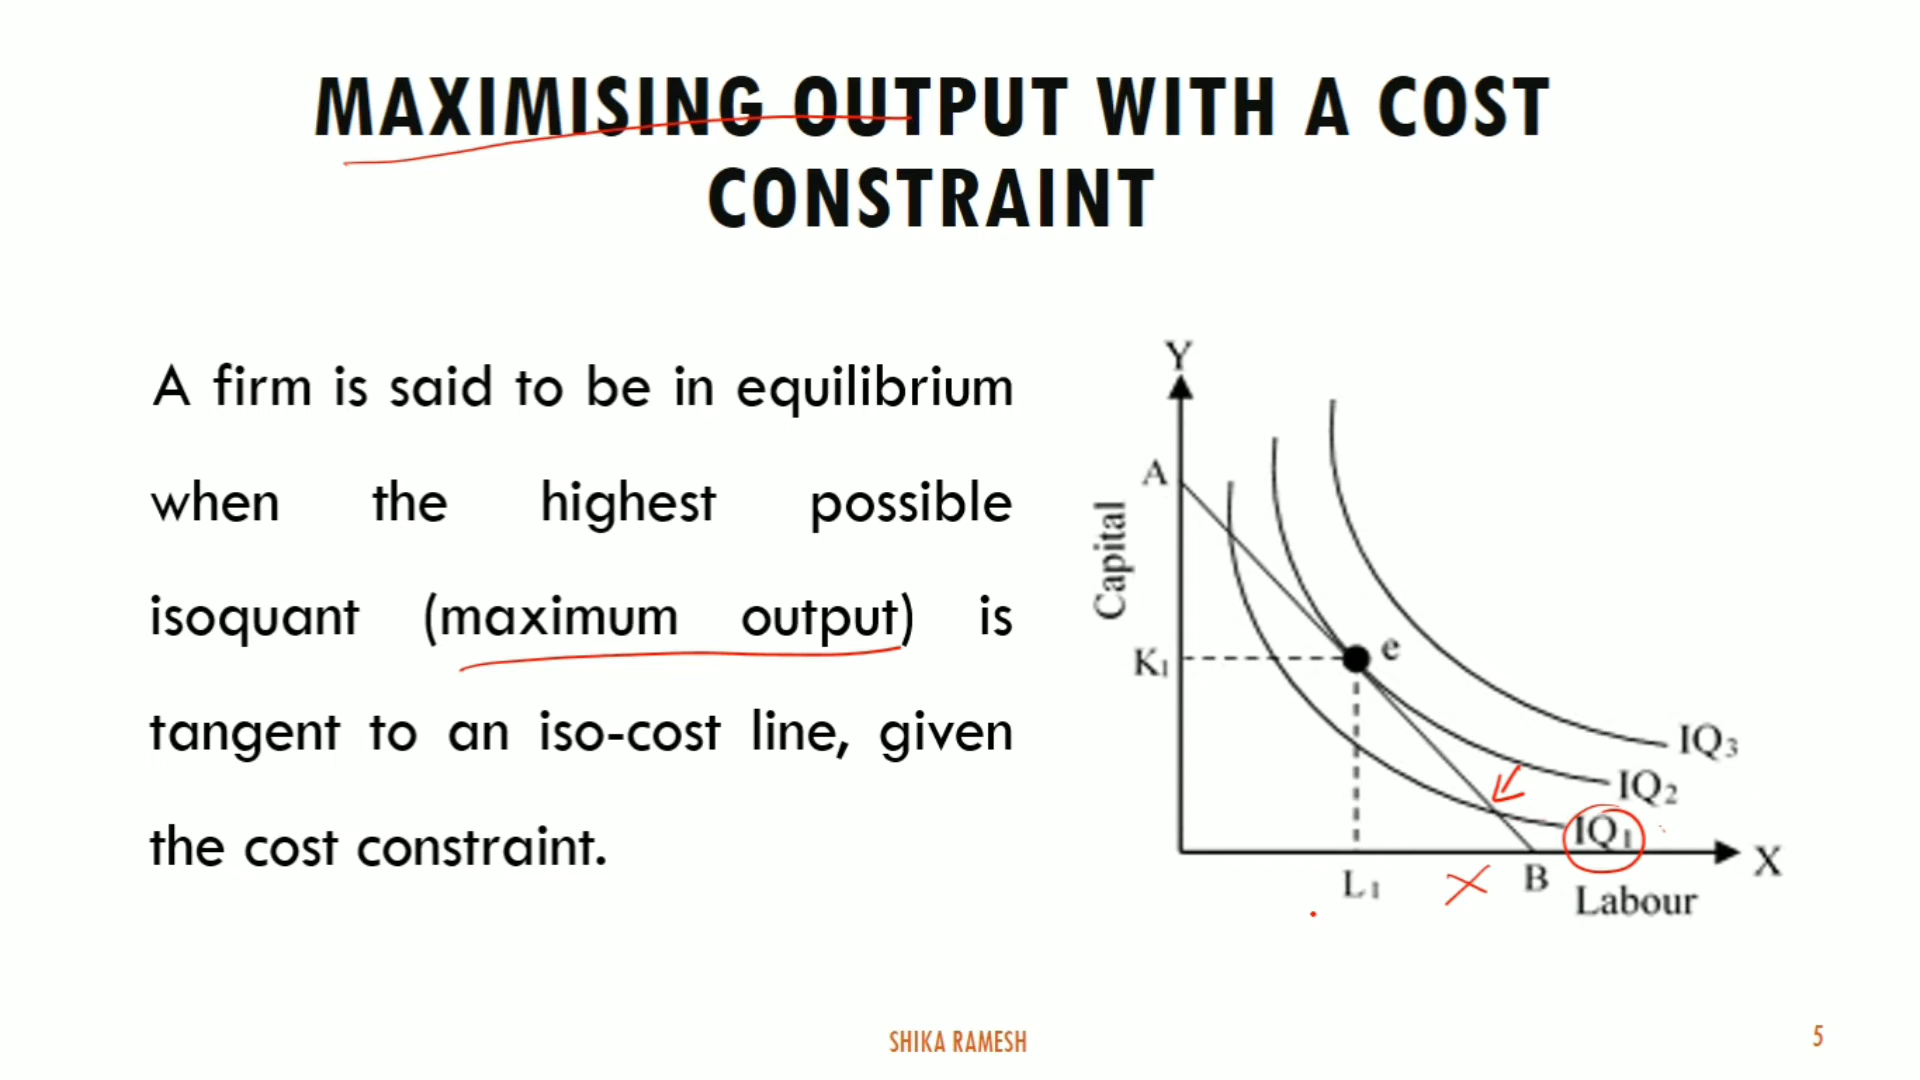 MAXIMISING OUTPUT WITH A COST
CONSTRAINT
A firm is said to be in equilibrium
when the highest possible
isoquant (maximum output) is
tangent to an iso-cost line, given
the cost constraint.
Y
A
Capital
K1
e
IQ3
IQ2
IQ1
X
L1
B
Labour
SHIKA RAMESH
5